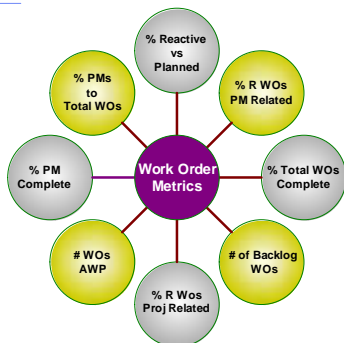 % Reactive
vs
Planned
% PMs
to
Total WOs
% R WOs
PM Related
% PM
Complete
Work Order
Metrics
% Total WOs
Complete
# WOs
AWP
# of Backlog
WOs
% R Wos
Proj Related